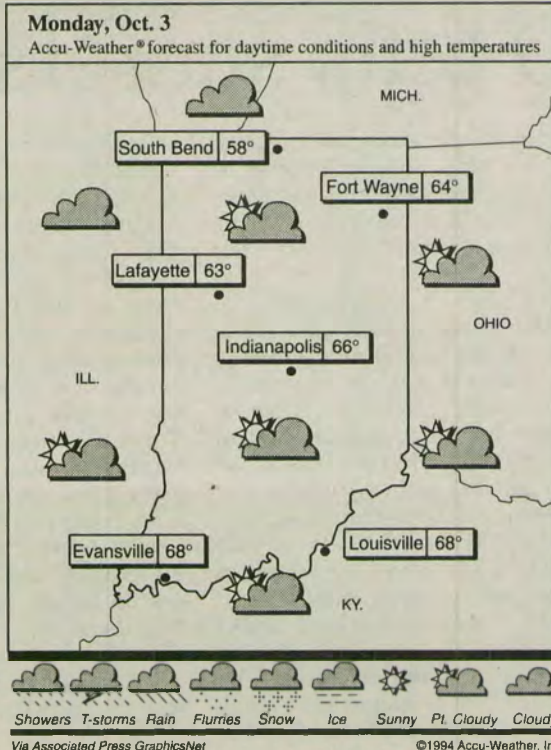 Monday, Oct. 3
Accu-Weather® forecast for daytime conditions and high temperatures
MICH.
South Bend 58°
Fort Wayne 64°
Lafayette 63°
OHIO
Indianapolis 66°
ILL.
Evansville 68°
Louisville 68°
KY.
Showers T-storms Rain Flurries Snow Ice Sunny Pt. Cloudy Cloud
Via Associated Press GraphicsNet ©1994 Accu-Weather, I